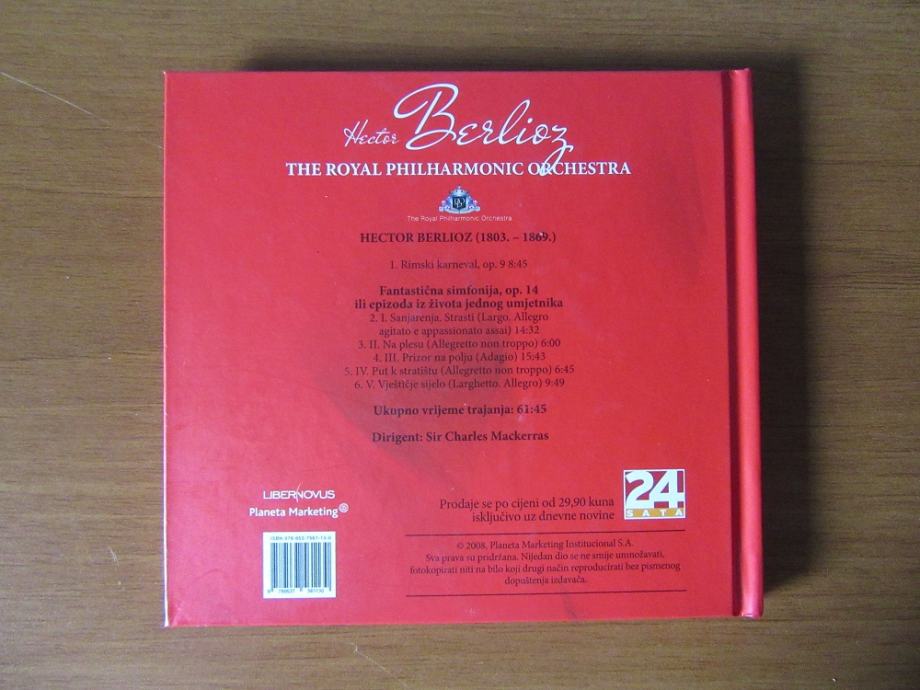 Hector Berlioz
THE ROYAL PHILHARMONIC ORCHESTRA
RPO
The Royal Philharmonic Orchestra
HECTOR BERLIOZ (1803. – 1869.)
1. Rimski karneval, op. 9 8:45
Fantastična simfonija, op. 14
ili epizoda iz života jednog umjetnika
2. I. Sanjarenja. Strasti (Largo. Allegro
agitato e appassionato assai) 14:32
3. II. Na plesu (Allegretto non troppo) 6:00
4. III. Prizor na polju (Adagio) 15:43
5. IV. Put k stratištu (Allegretto non troppo) 6:45
6. V. Vještičje sijelo (Larghetto. Allegro) 9:49
Ukupno vrijeme trajanja: 61:45
Dirigent: Sir Charles Mackerras
LIBERNOVUS
Planeta Marketing
Prodaje se po cijeni od 29,90 kuna
isključivo uz dnevne novine
24
SATA
© 2008, Planeta Marketing Institucional S.A.
Sva prava su pridržana. Nijedan dio se ne smije umnožavati,
fotokopirati niti na bilo koji drugi način reproducirati bez pismenog
dopuštenja izdavača.